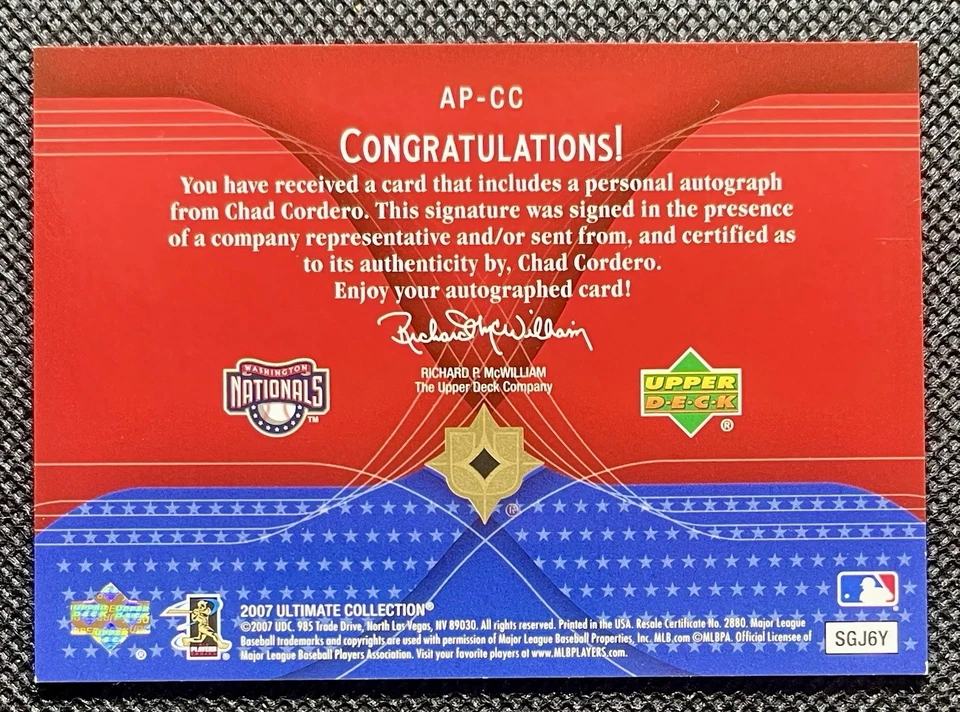 AP-CC
CONGRATULATIONS!
You have received a card that includes a personal autograph
from Chad Cordero. This signature was signed in the presence
of a company representative and/or sent from, and certified as
to its authenticity by, Chad Cordero.
Enjoy your autographed card!
Richard P. McWilliam
RICHARD P. McWILLIAM
The Upper Deck Company
WASHINGTON
NATIONALS
TM
UPPER
D•E•C•K
®
®
2007 ULTIMATE COLLECTION®
©2007 UDC. 985 Trade Drive, North Las Vegas, NV 89030. All rights reserved. Printed in the USA. Resale Certificate No. 2880. Major League
Baseball trademarks and copyrights are used with permission of Major League Baseball Properties, Inc. MLB.com ©MLBPA. Official Licensee of
Major League Baseball Players Association. Visit your favorite players at www.MLBPLAYERS.com.
PLAYERS
CHOICE
®
SGJ6Y